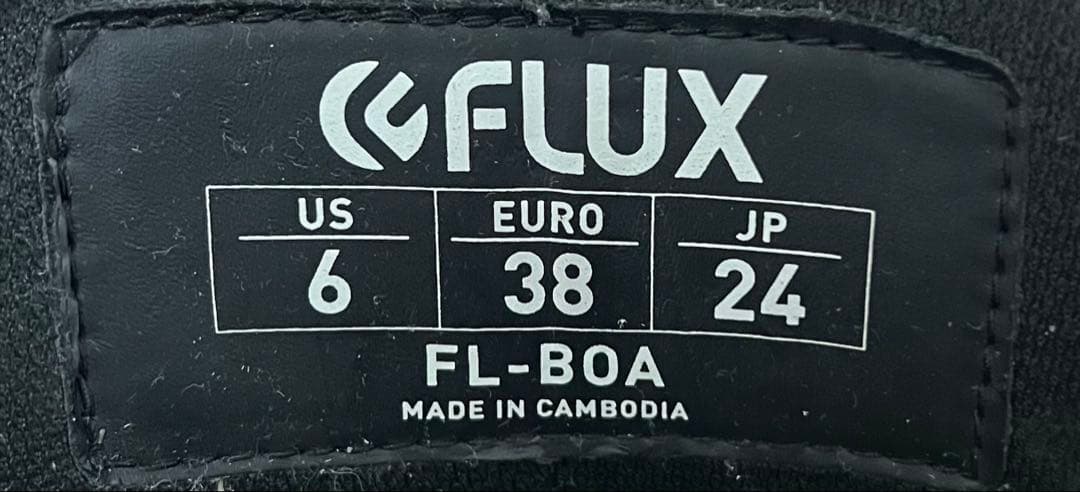 FLUX
US EURO JP
6 38 24
FL-BOA
MADE IN CAMBODIA